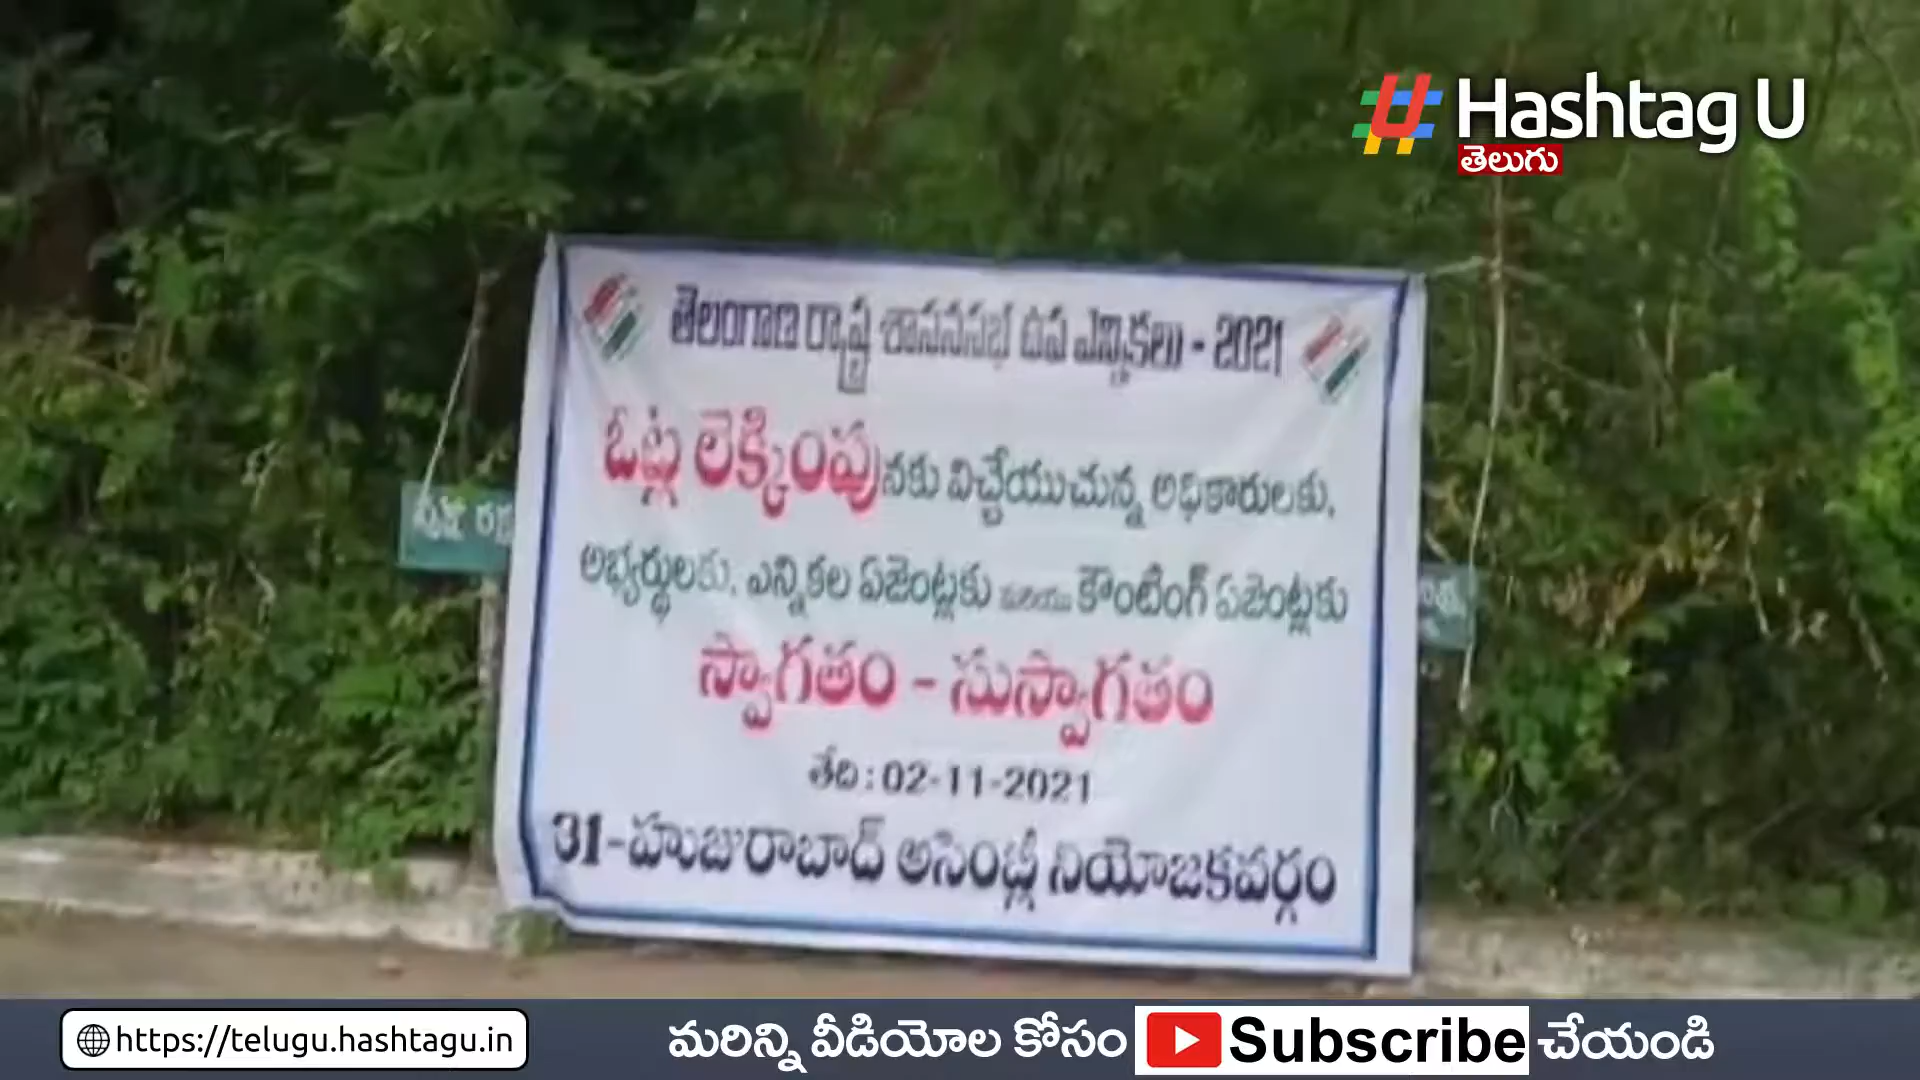 Hashtag U
తెలుగు
తెలంగాణ రాష్ట్ర శాసనసభ ఉప ఎన్నికలు - 2021
ఓట్ల లెక్కింపునకు విచ్చేయుచున్న అధికారులకు,
అభ్యర్థులకు, ఎన్నికల ఏజెంట్లకు మరియు కౌంటింగ్ ఏజెంట్లకు
స్వాగతం - సుస్వాగతం
తేది : 02-11-2021
31-హుజురాబాద్ అసెంబ్లీ నియోజకవర్గం
https://telugu.hashtagu.in
మరిన్ని వీడియోల కోసం Subscribe చేయండి